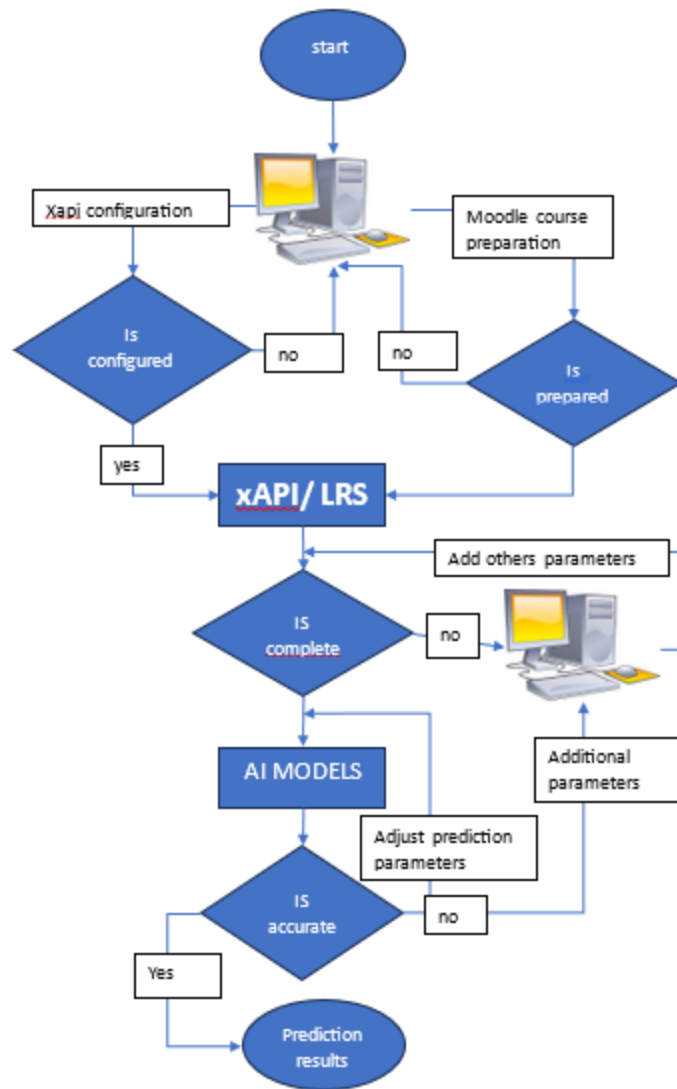 start
Xapi configuration
Moodle course
preparation
Is
configured
no
no
Is
prepared
yes
xAPI/ LRS
Add others parameters
IS
complete
no
AI MODELS
Additional
parameters
Adjust prediction
parameters
IS
accurate
no
Yes
Prediction
results